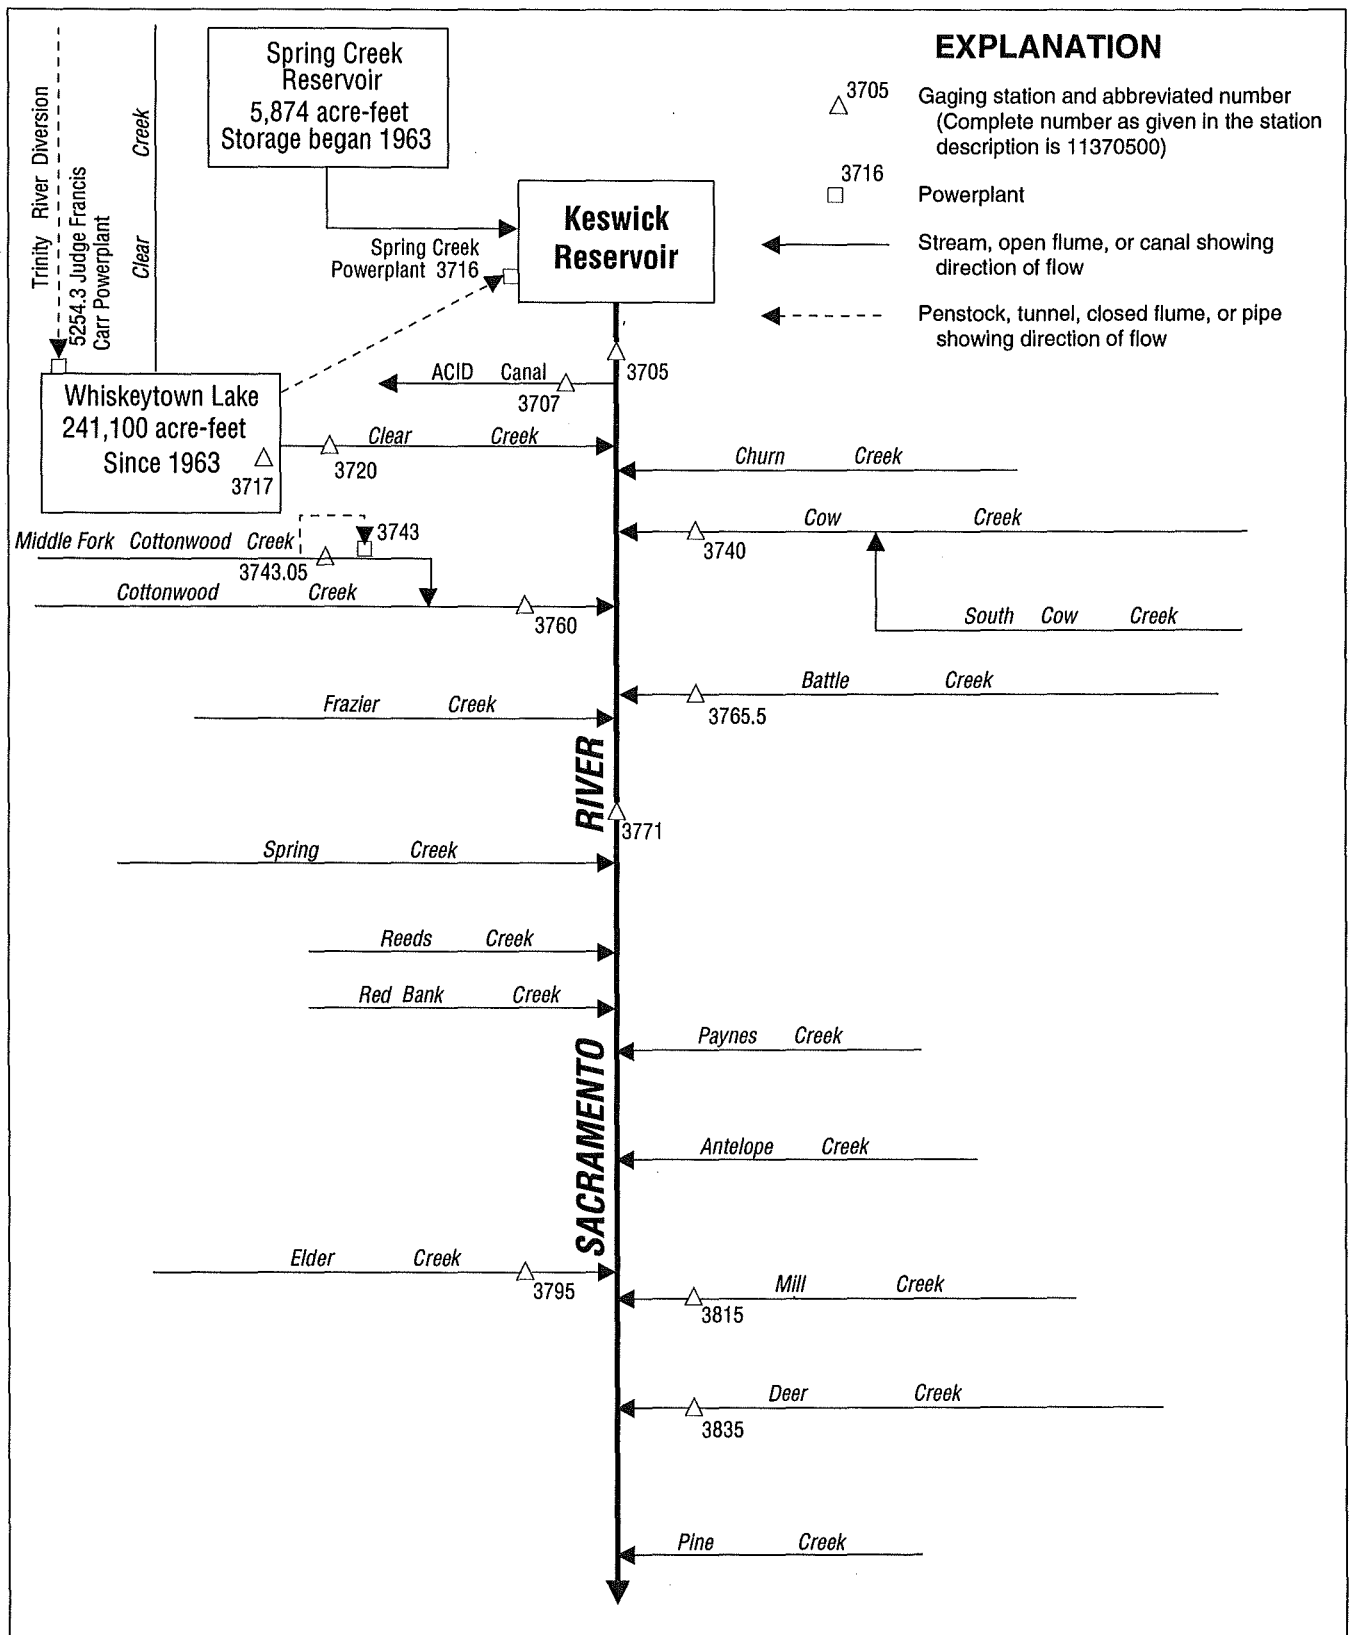 EXPLANATION
3705
Gaging station and abbreviated number
(Complete number as given in the station
description is 11370500)
3716
Powerplant
Stream, open flume, or canal showing
direction of flow
Penstock, tunnel, closed flume, or pipe
showing direction of flow
Trinity River Diversion
5254.3 Judge Francis
Carr Powerplant
Clear Creek
Spring Creek
Reservoir
5,874 acre-feet
Storage began 1963
Keswick
Reservoir
Spring Creek
Powerplant 3716
3705
ACID Canal
3707
Whiskeytown Lake
241,100 acre-feet
Since 1963
3717
Clear Creek
3720
Churn Creek
Cow Creek
3740
South Cow Creek
Middle Fork Cottonwood Creek
3743
3743.05
Cottonwood Creek
3760
Battle Creek
3765.5
Frazier Creek
RIVER
3771
Spring Creek
Reeds Creek
Red Bank Creek
Paynes Creek
SACRAMENTO
Antelope Creek
Elder Creek
3795
Mill Creek
3815
Deer Creek
3835
Pine Creek